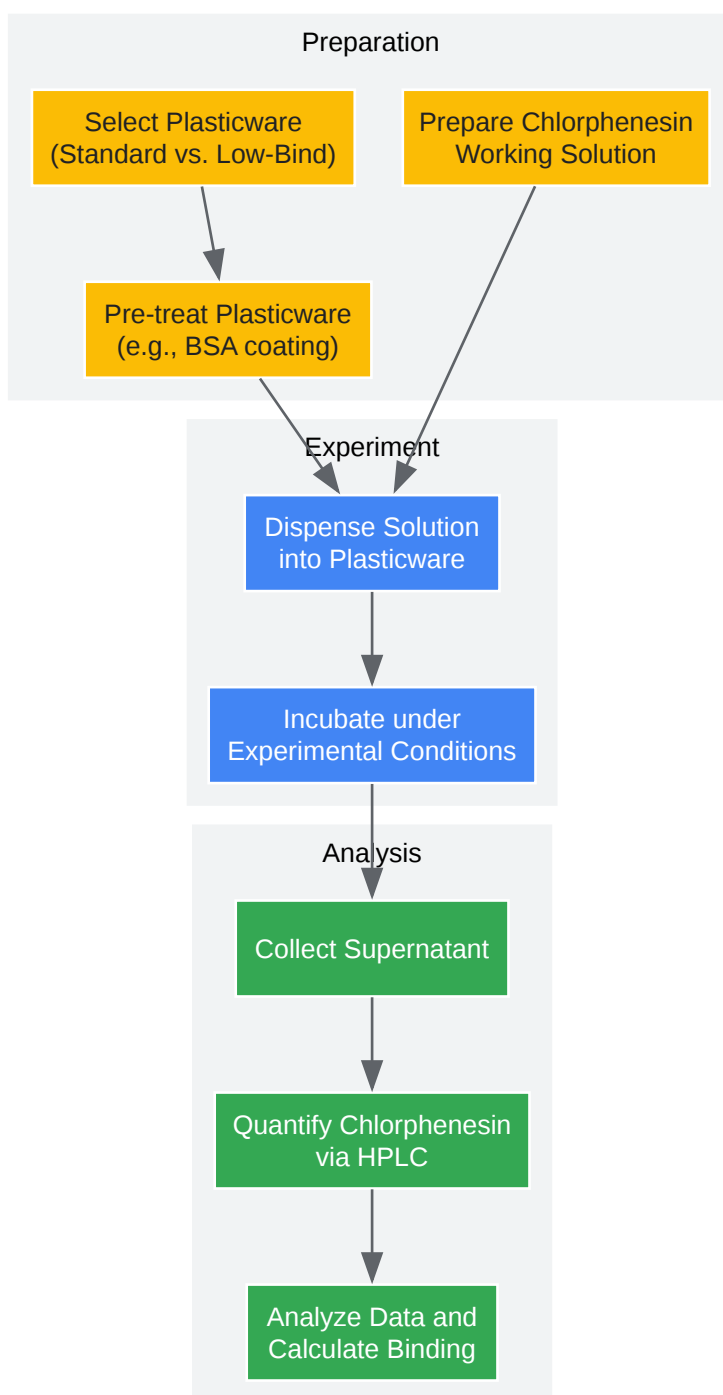 Preparation
Select Plasticware
(Standard vs. Low-Bind)
Prepare Chlorphenesin
Working Solution
Pre-treat Plasticware
(e.g., BSA coating)
Experiment
Dispense Solution
into Plasticware
Incubate under
Experimental Conditions
Analysis
Collect Supernatant
Quantify Chlorphenesin
via HPLC
Analyze Data and
Calculate Binding